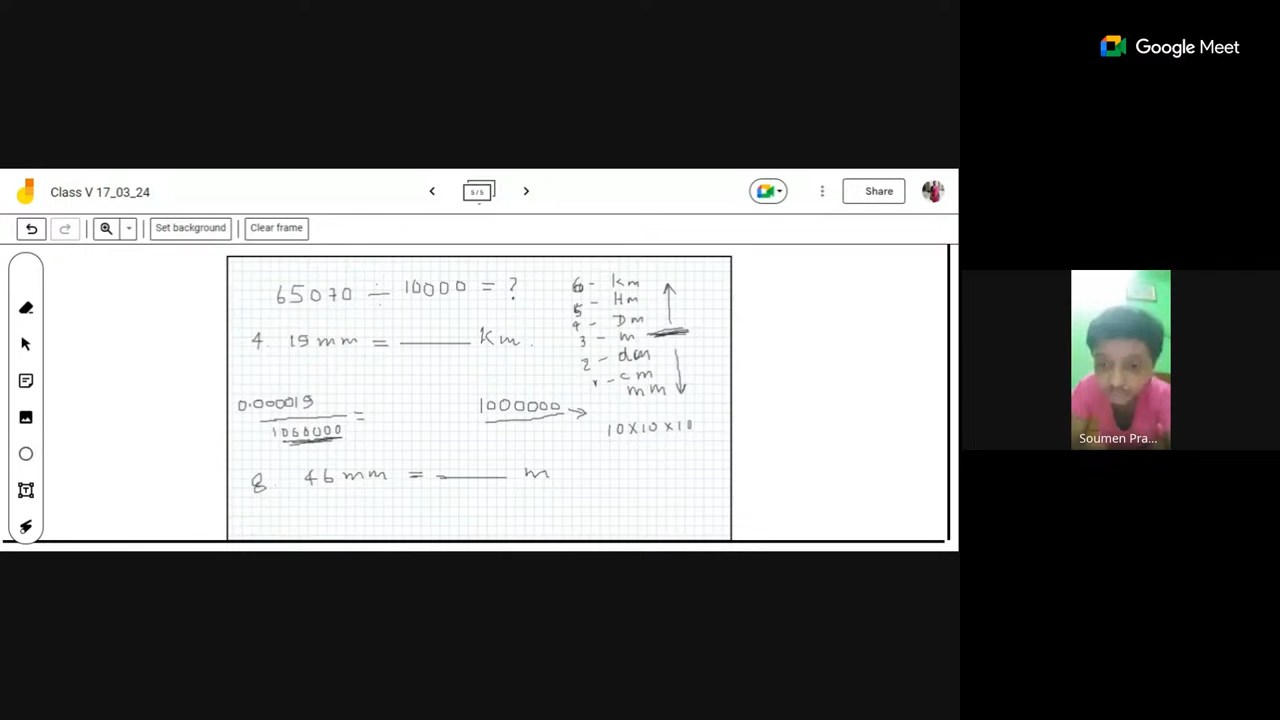 Google Meet
Class V 17_03_24
5/5
Share
Set background
Clear frame
65070 ÷ 10000 = ?
4. 19 mm = ______ Km.
6 - Km
5 - Hm
4 - Dm
3 - m
2 - dm
1 - cm
mm
0.000019
1000000
=
1000000 →
10×10×10
8. 46 mm = ______ m
Soumen Pra...